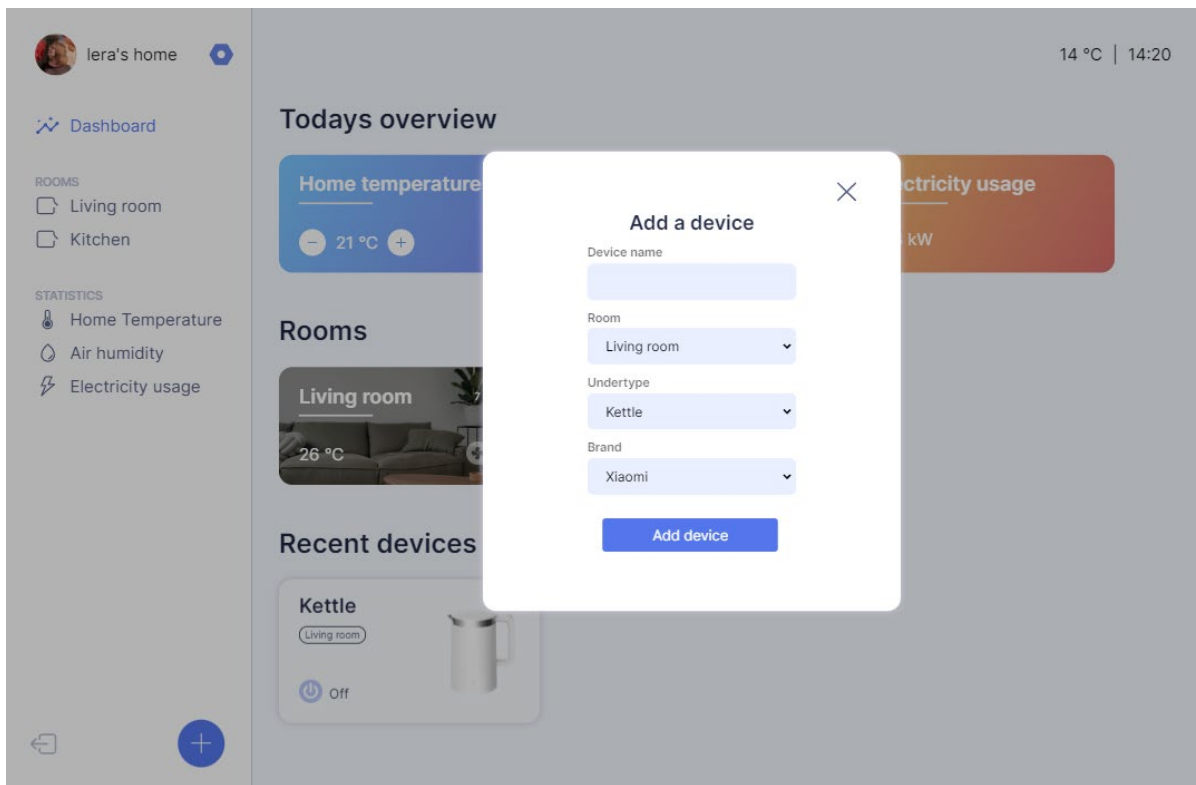 lera's home
14 °C | 14:20
Dashboard
ROOMS
Living room
Kitchen
STATISTICS
Home Temperature
Air humidity
Electricity usage
Todays overview
Home temperature
21 °C
ctricity usage
kW
Rooms
Living room
7
26 °C
Recent devices
Kettle
Living room
Off
Add a device
Device name
Room
Living room
Undertype
Kettle
Brand
Xiaomi
Add device